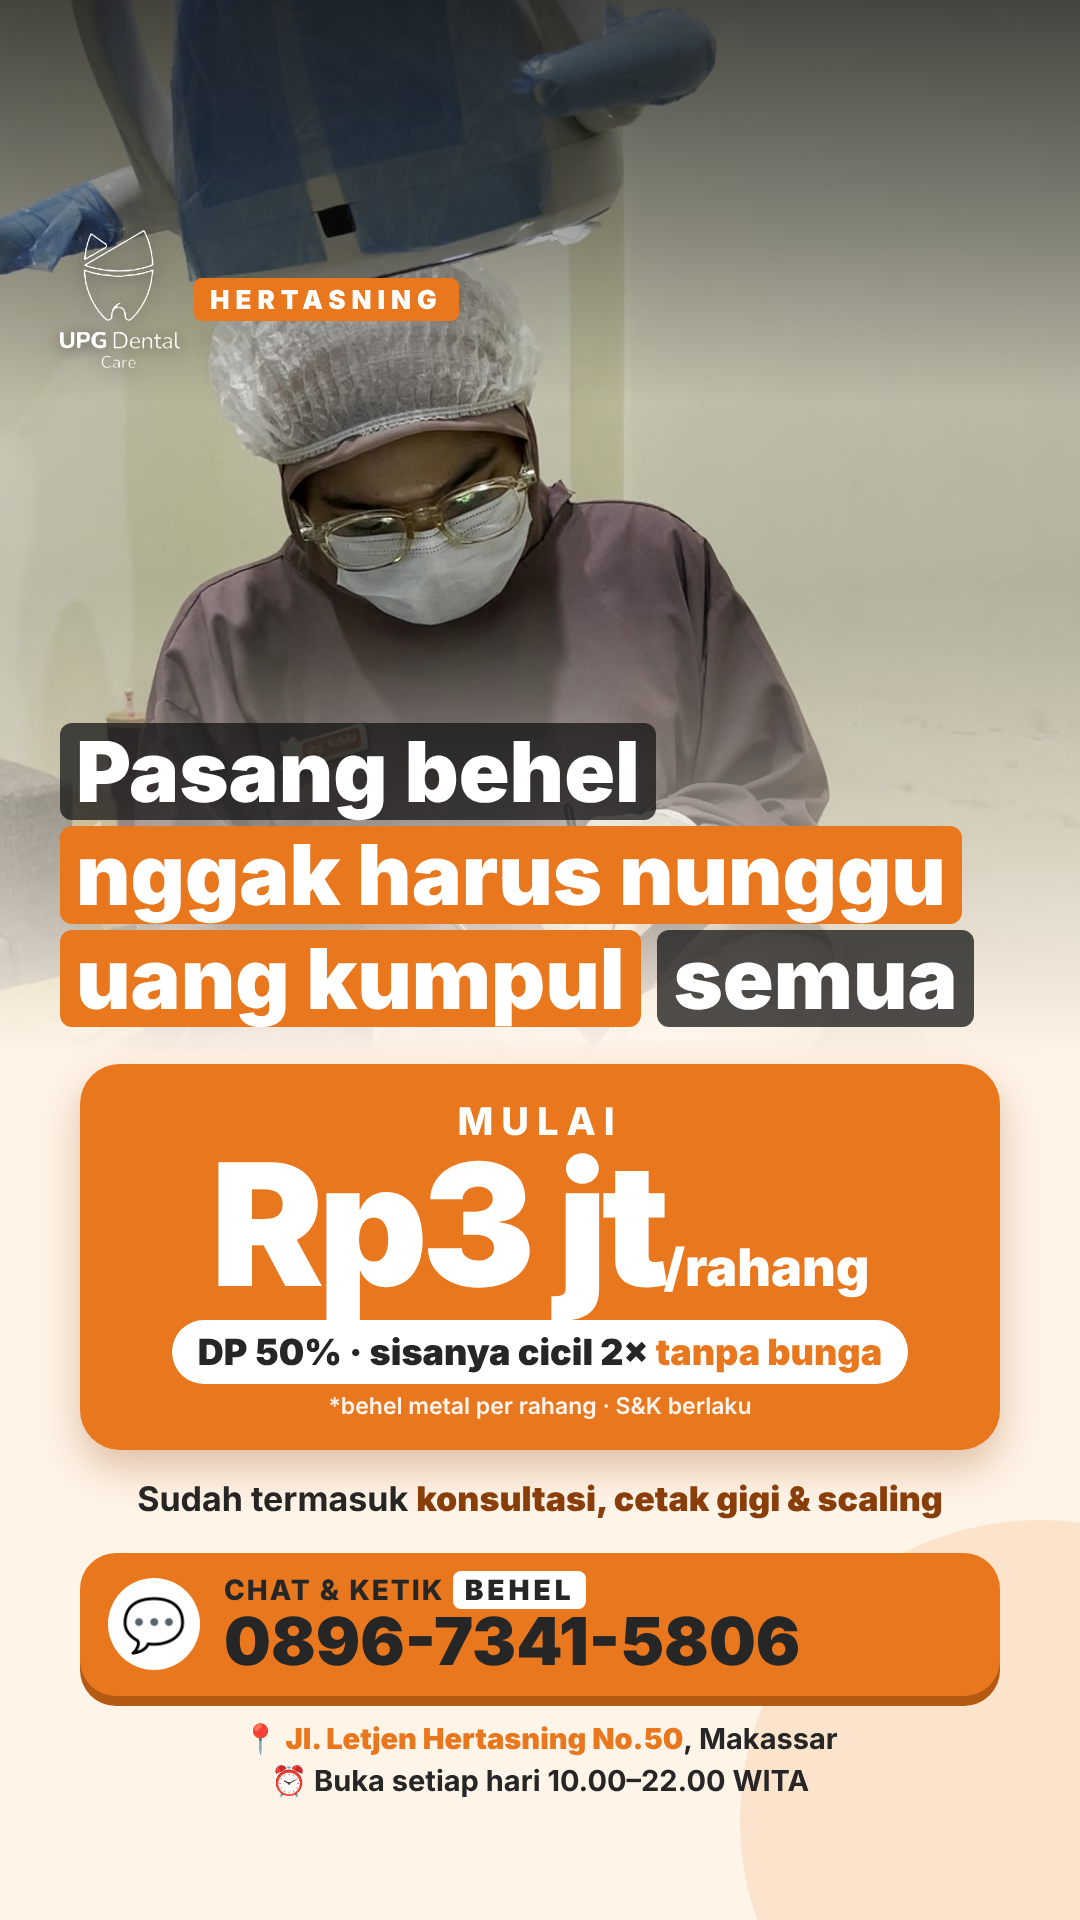 UPG Dental
Care
HERTASNING
Pasang behel
nggak harus nunggu
uang kumpul semua
MULAI
Rp3 jt/rahang
DP 50% · sisanya cicil 2× tanpa bunga
*behel metal per rahang · S&K berlaku
Sudah termasuk konsultasi, cetak gigi & scaling
CHAT & KETIK BEHEL
0896-7341-5806
Jl. Letjen Hertasning No.50, Makassar
Buka setiap hari 10.00–22.00 WITA